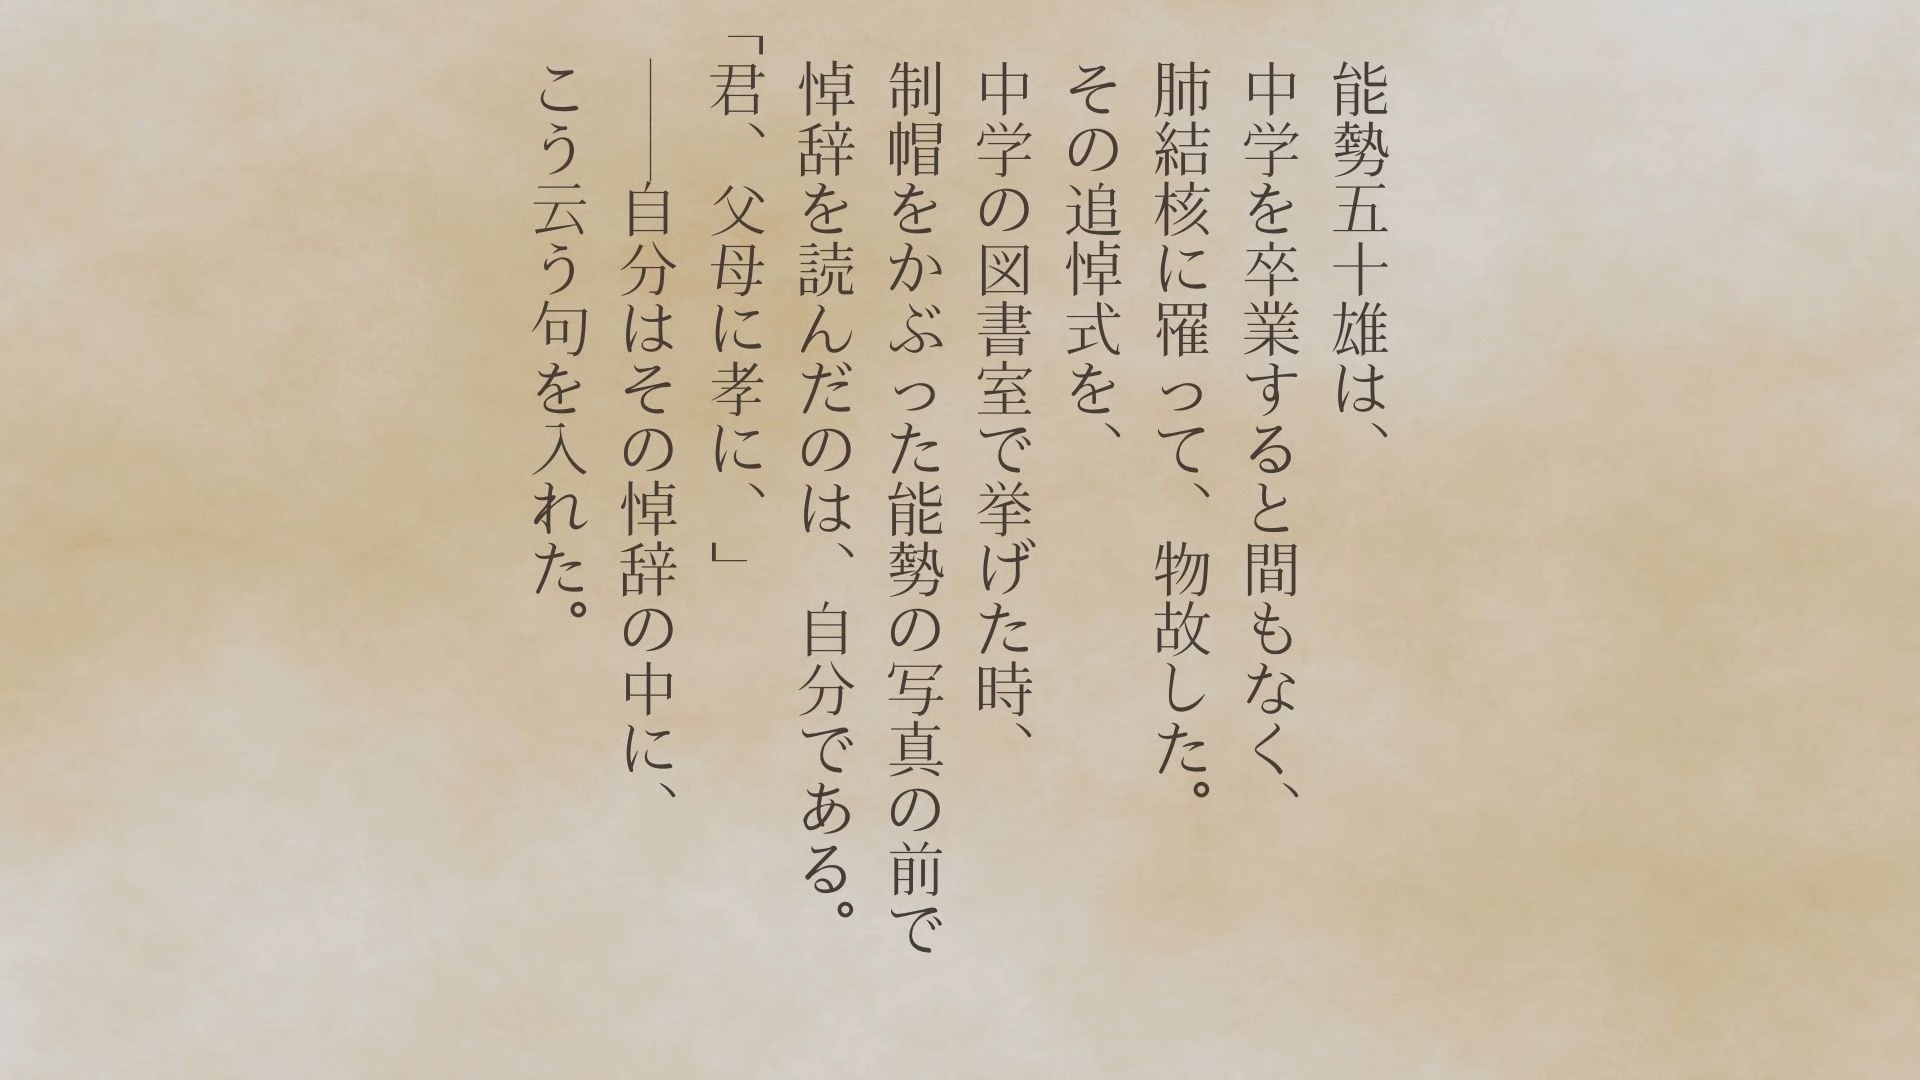 能勢五十雄は、
中学を卒業すると間もなく、
肺結核に罹って、物故した。
その追悼式を、
中学の図書室で挙げた時、
制帽をかぶった能勢の写真の前で
悼辞を読んだのは、自分である。
「君、父母に孝に、」
――自分はその悼辞の中に、
こう云う句を入れた。